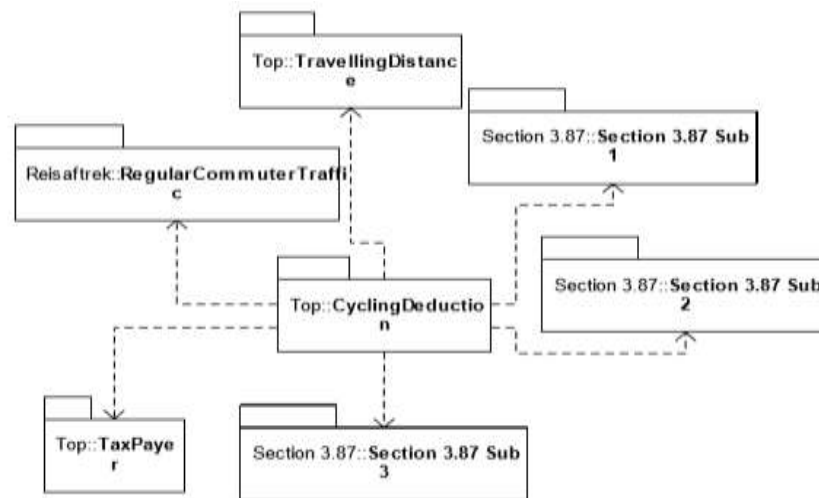 Top::TravellingDistanc
e
Section 3.87::Section 3.87 Sub
1
Reisaftrek::RegularCommuterTraffi
c
Section 3.87::Section 3.87 Sub
2
Top::CyclingDeductio
n
Top::TaxPaye
r
Section 3.87::Section 3.87 Sub
3